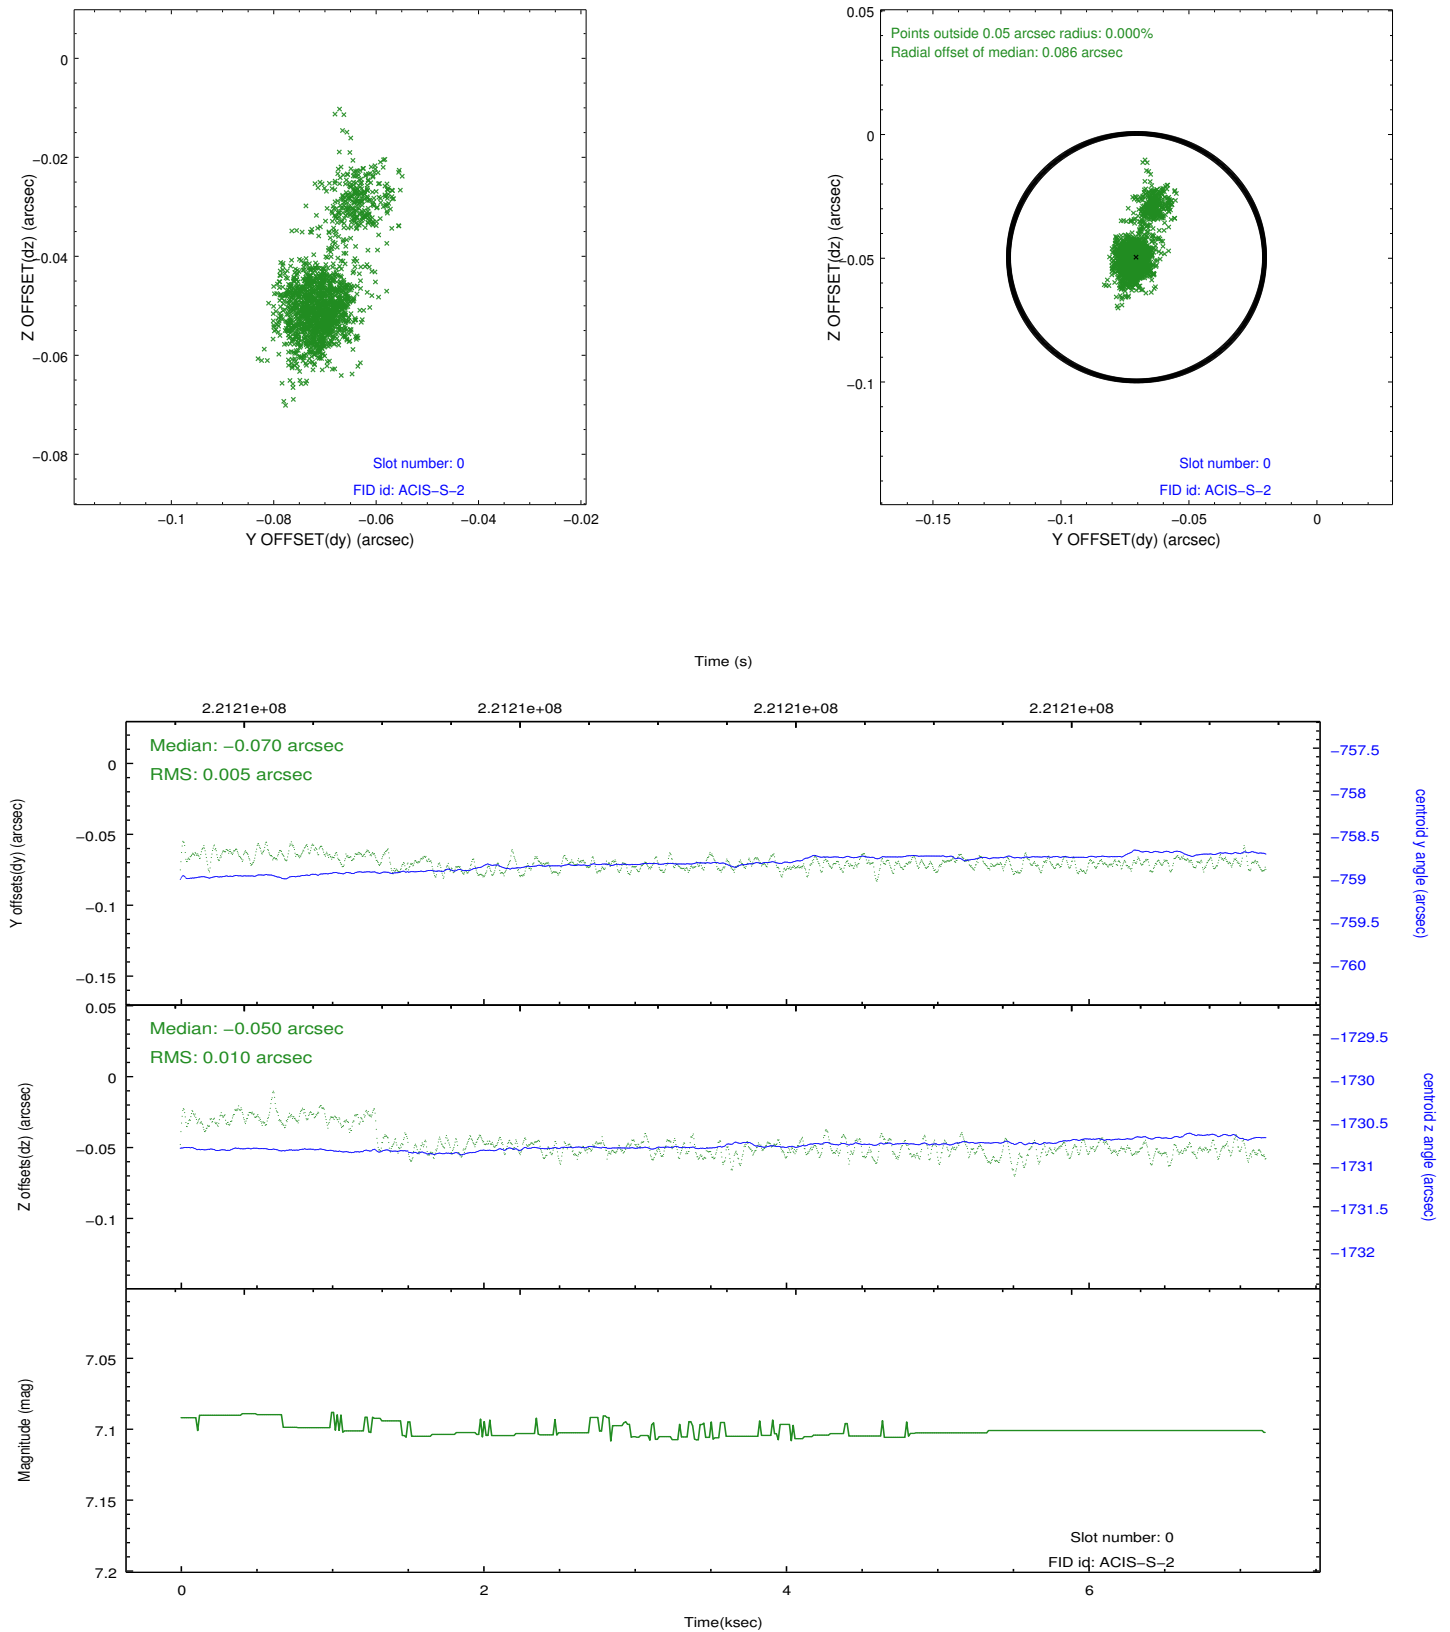 0
−0.02
−0.04
−0.06
−0.08
Z OFFSET(dz) (arcsec)
Slot number: 0
FID id: ACIS−S−2
−0.1
−0.08
−0.06
−0.04
−0.02
Y OFFSET(dy) (arcsec)
0.05
0
−0.05
−0.1
Z OFFSET(dz) (arcsec)
Points outside 0.05 arcsec radius: 0.000%
Radial offset of median: 0.086 arcsec
Slot number: 0
FID id: ACIS−S−2
−0.15
−0.1
−0.05
0
Y OFFSET(dy) (arcsec)
Time (s)
2.2121e+08
2.2121e+08
2.2121e+08
2.2121e+08
Median: −0.070 arcsec
RMS: 0.005 arcsec
0
−0.05
−0.1
−0.15
Y offsets(dy) (arcsec)
−757.5
−758
−758.5
−759
−759.5
−760
centroid y angle (arcsec)
Median: −0.050 arcsec
RMS: 0.010 arcsec
0.05
0
−0.05
−0.1
Z offsets(dz) (arcsec)
−1729.5
−1730
−1730.5
−1731
−1731.5
−1732
centroid z angle (arcsec)
7.05
7.1
7.15
7.2
Magnitude (mag)
Slot number: 0
FID id: ACIS−S−2
0
2
4
6
Time(ksec)